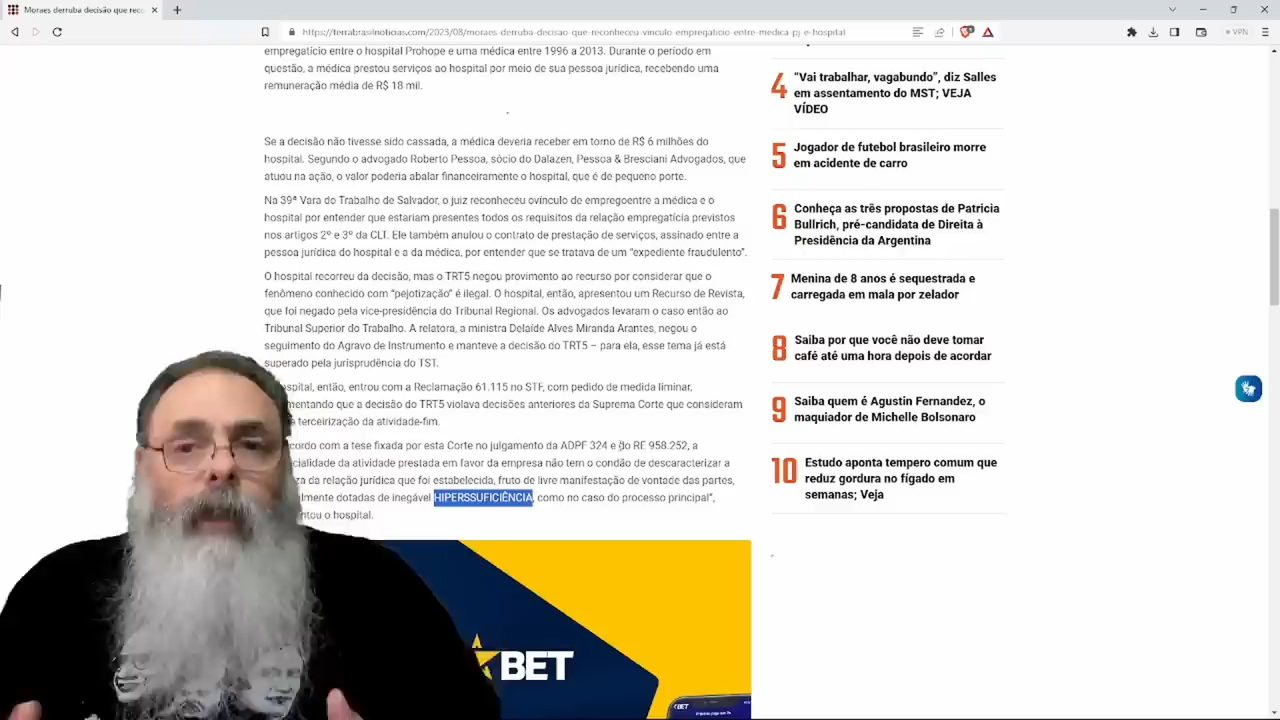 Moraes derruba decisão que reco
https://terrabrasilnoticias.com/2023/08/moraes-derruba-decisao-que-reconheceu-vinculo-empregaticio-entre-medica-pj-e-hospital
VPN
empregatício entre o hospital Prohope e uma médica entre 1996 a 2013. Durante o período em
questão, a médica prestou serviços ao hospital por meio de sua pessoa jurídica, recebendo uma
remuneração média de R$ 18 mil.
Se a decisão não tivesse sido cassada, a médica deveria receber em torno de R$ 6 milhões do
hospital. Segundo o advogado Roberto Pessoa, sócio do Dalazen, Pessoa & Bresciani Advogados, que
atuou na ação, o valor poderia abalar financeiramente o hospital, que é de pequeno porte.
Na 39ª Vara do Trabalho de Salvador, o juiz reconheceu ovínculo de empregoentre a médica e o
hospital por entender que estariam presentes todos os requisitos da relação empregatícia previstos
nos artigos 2º e 3º da CLT. Ele também anulou o contrato de prestação de serviços, assinado entre a
pessoa jurídica do hospital e a da médica, por entender que se tratava de um “expediente fraudulento”.
O hospital recorreu da decisão, mas o TRT5 negou provimento ao recurso por considerar que o
fenômeno conhecido com “pejotização” é ilegal. O hospital, então, apresentou um Recurso de Revista,
que foi negado pela vice-presidência do Tribunal Regional. Os advogados levaram o caso então ao
Tribunal Superior do Trabalho. A relatora, a ministra Delaíde Alves Miranda Arantes, negou o
seguimento do Agravo de Instrumento e manteve a decisão do TRT5 – para ela, esse tema já está
superado pela jurisprudência do TST.
ospital, então, entrou com a Reclamação 61.115 no STF, com pedido de medida liminar,
mentando que a decisão do TRT5 violava decisões anteriores da Suprema Corte que consideram
a terceirização da atividade-fim.
cordo com a tese fixada por esta Corte no julgamento da ADPF 324 e do RE 958.252, a
cialidade da atividade prestada em favor da empresa não tem o condão de descaracterizar a
za da relação jurídica que foi estabelecida, fruto de livre manifestação de vontade das partes,
almente dotadas de inegável HIPERSSUFICIÊNCIA, como no caso do processo principal”,
ntou o hospital.
BET
4 “Vai trabalhar, vagabundo”, diz Salles
em assentamento do MST; VEJA
VÍDEO
5 Jogador de futebol brasileiro morre
em acidente de carro
6 Conheça as três propostas de Patricia
Bullrich, pré-candidata de Direita à
Presidência da Argentina
7 Menina de 8 anos é sequestrada e
carregada em mala por zelador
8 Saiba por que você não deve tomar
café até uma hora depois de acordar
9 Saiba quem é Agustin Fernandez, o
maquiador de Michelle Bolsonaro
10 Estudo aponta tempero comum que
reduz gordura no fígado em
semanas; Veja